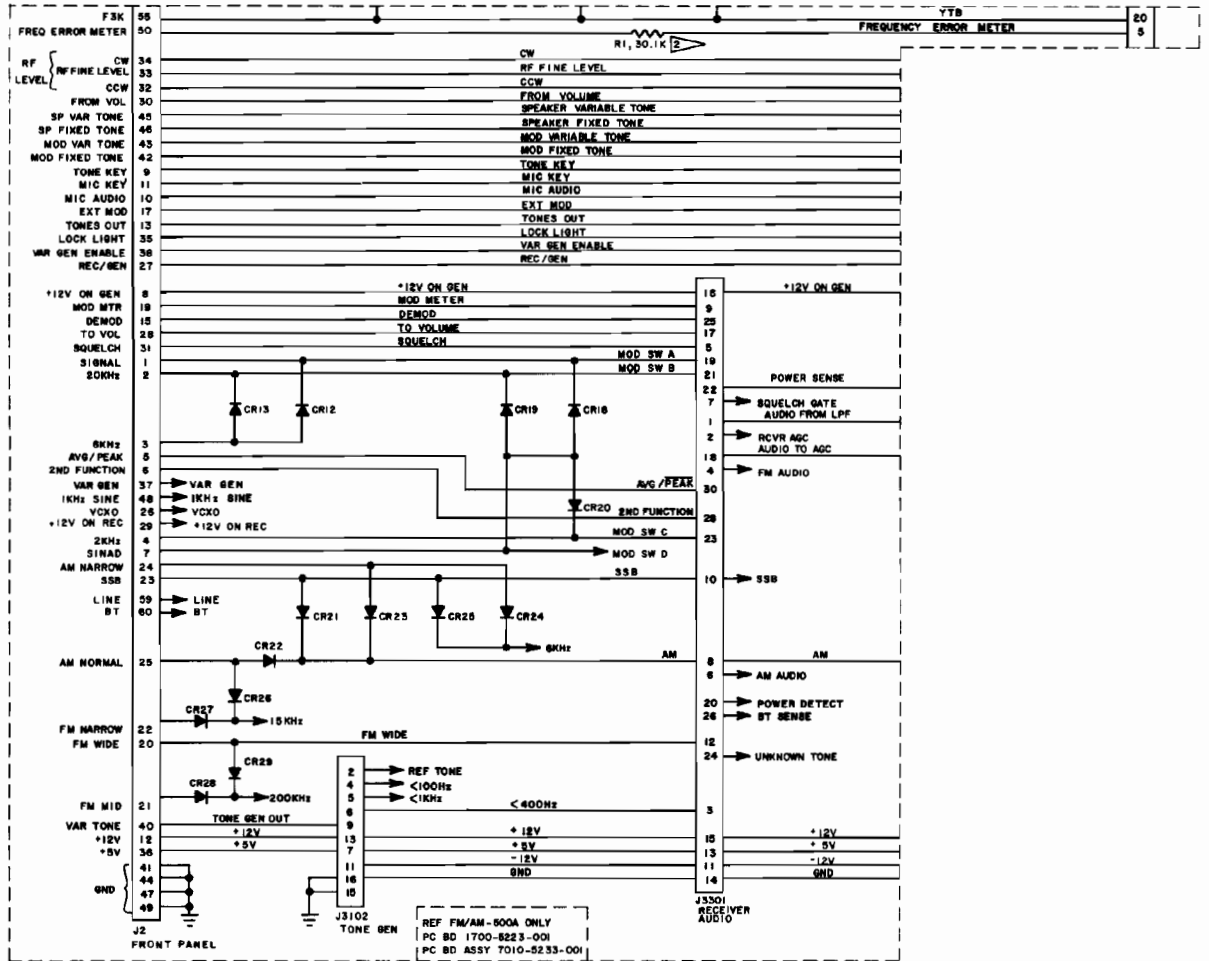 F3K 55 YTB 20
FREQ ERROR METER 50 FREQUENCY ERROR METER 5
R1, 30.1K 2
RF LEVEL
CW 34 CW
RF FINE LEVEL 33 RF FINE LEVEL
CCW 32 CCW
FROM VOL 30 FROM VOLUME
SP VAR TONE 45 SPEAKER VARIABLE TONE
SP FIXED TONE 46 SPEAKER FIXED TONE
MOD VAR TONE 43 MOD VARIABLE TONE
MOD FIXED TONE 42 MOD FIXED TONE
TONE KEY 9 TONE KEY
MIC KEY 11 MIC KEY
MIC AUDIO 10 MIC AUDIO
EXT MOD 17 EXT MOD
TONES OUT 13 TONES OUT
LOCK LIGHT 35 LOCK LIGHT
VAR GEN ENABLE 38 VAR GEN ENABLE
REC/GEN 27 REC/GEN
+12V ON GEN 8 +12V ON GEN 16 +12V ON GEN
MOD MTR 19 MOD METER 9
DEMOD 15 DEMOD 25
TO VOL 28 TO VOLUME 17
SQUELCH 31 SQUELCH 5
SIGNAL 1 MOD SW A 19
20KHz 2 MOD SW B 21
22 POWER SENSE
7 SQUELCH GATE
CR13 CR12 CR19 CR18
1 AUDIO FROM LPF
2 RCVR AGC
6KHz 3
AVG/PEAK 5 18 AUDIO TO AGC
2ND FUNCTION 6 4 FM AUDIO
VAR GEN 37 VAR GEN AVG/PEAK 30
1KHz SINE 48 1KHz SINE
VCXO 26 VCXO CR20 2ND FUNCTION 28
+12V ON REC 29 +12V ON REC
2KHz 4 MOD SW C 23
SINAD 7 MOD SW D
AM NARROW 24
SSB 23 SSB 10 SSB
LINE 59 LINE
BT 60 BT
CR21 CR23 CR25 CR24
6KHz
CR22
AM NORMAL 25 AM 8 AM
6 AM AUDIO
CR26
20 POWER DETECT
CR27 15KHz 26 BT SENSE
FM NARROW 22
FM WIDE 20 FM WIDE 12
24 UNKNOWN TONE
CR29
2 REF TONE
CR28 4 <100Hz
200KHz 5 <1KHz
FM MID 21 6 <400Hz 3
VAR TONE 40 TONE GEN OUT 9
+12V 12 +12V 13 +12V 15 +12V
+5V 36 +5V 7 +5V 13 +5V
11 -12V 11 -12V
GND 41 44 47 49
16 GND 14 GND
15
J2
FRONT PANEL
J3102
TONE GEN
REF FM/AM-500A ONLY
PC BD 1700-5223-001
PC BD ASSY 7010-5233-001
J3301
RECEIVER
AUDIO